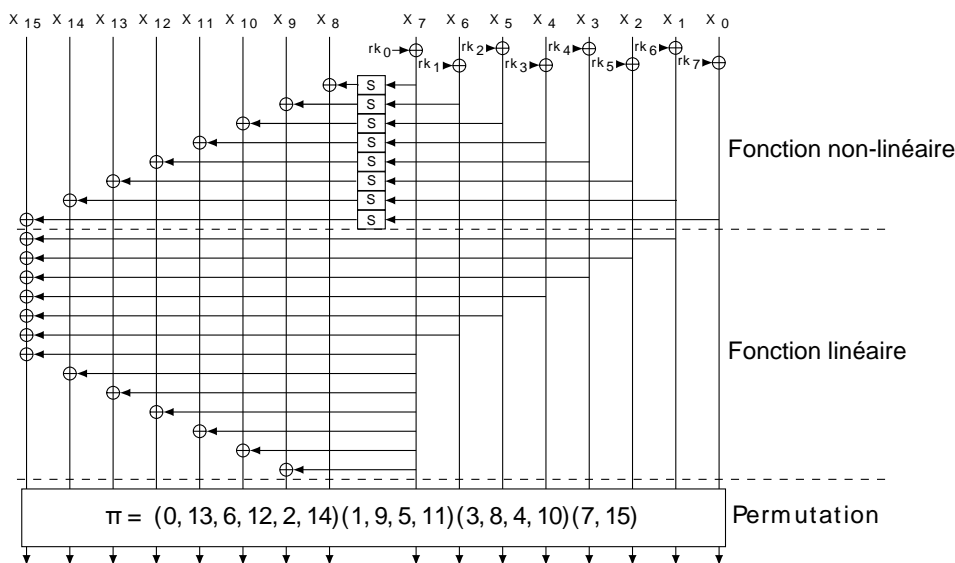 X 15 X 14 X 13 X 12 X 11 X 10 X 9 X 8 X 7 X 6 X 5 X 4 X 3 X 2 X 1 X 0
rk 0 rk 2 rk 4 rk 6
rk 1 rk 3 rk 5 rk 7
S
S
S
S
S
S
S
S
Fonction non-linéaire
Fonction linéaire
π = (0, 13, 6, 12, 2, 14)(1, 9, 5, 11)(3, 8, 4, 10)(7, 15)
Permutation